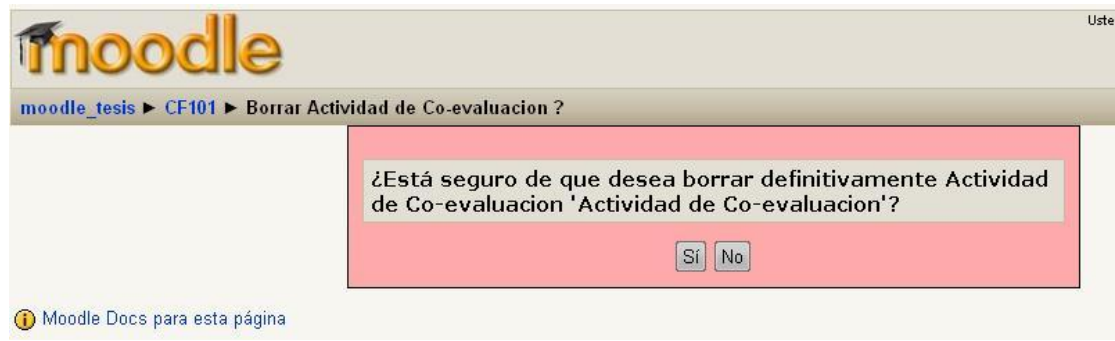 moodle
Uste
moodle_tesis ► CF101 ► Borrar Actividad de Co-evaluacion ?
¿Está seguro de que desea borrar definitivamente Actividad
de Co-evaluacion 'Actividad de Co-evaluacion'?
Sí No
Moodle Docs para esta página